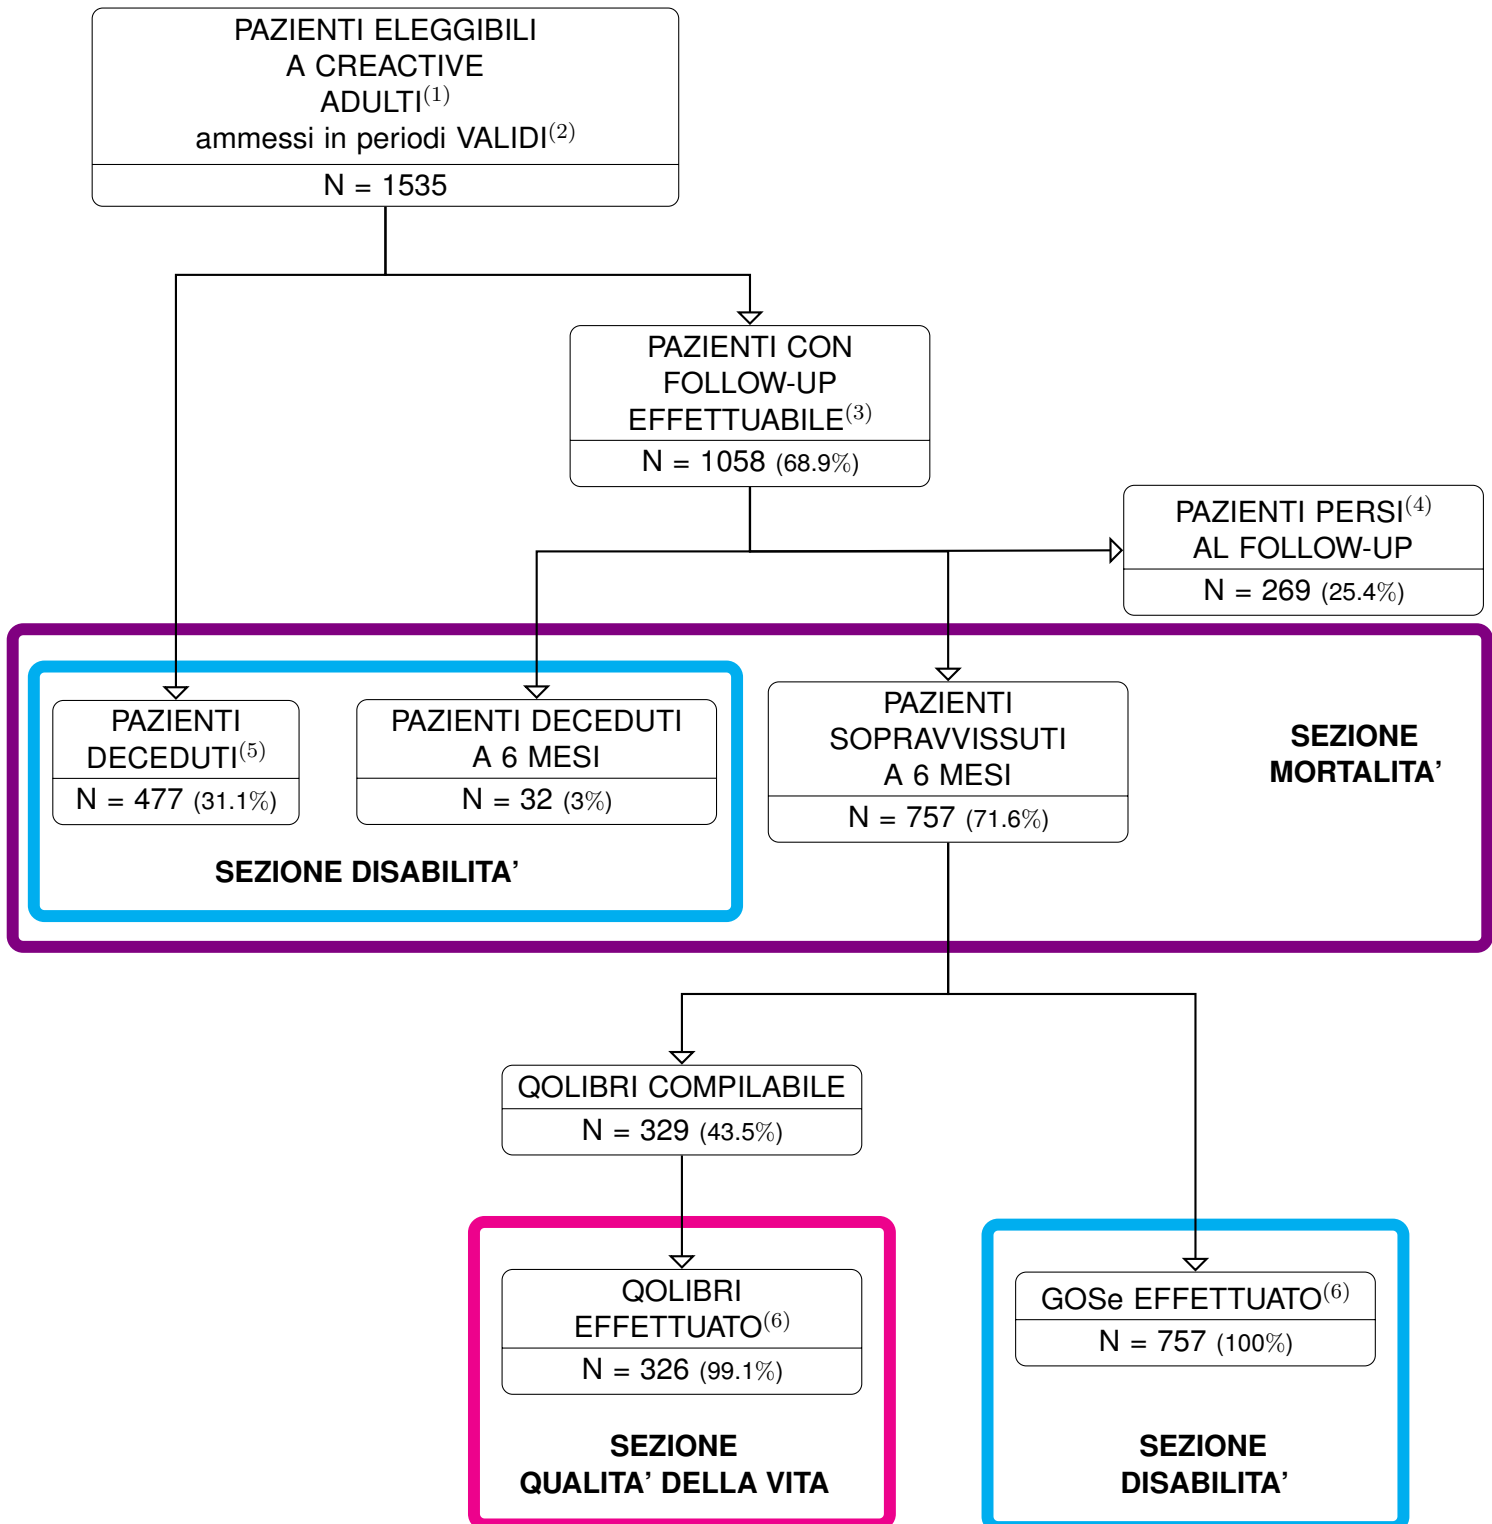 PAZIENTI ELEGGIBILI
A CREACTIVE
ADULTI(1)
ammessi in periodi VALIDI(2)
N = 1535
PAZIENTI CON
FOLLOW-UP
EFFETTUABILE(3)
N = 1058 (68.9%)
PAZIENTI PERSI(4)
AL FOLLOW-UP
N = 269 (25.4%)
PAZIENTI
DECEDUTI(5)
N = 477 (31.1%)
PAZIENTI DECEDUTI
A 6 MESI
N = 32 (3%)
PAZIENTI
SOPRAVVISSUTI
A 6 MESI
N = 757 (71.6%)
SEZIONE
MORTALITA’
SEZIONE DISABILITA’
QOLIBRI COMPILABILE
N = 329 (43.5%)
QOLIBRI
EFFETTUATO(6)
N = 326 (99.1%)
SEZIONE
QUALITA’ DELLA VITA
GOSe EFFETTUATO(6)
N = 757 (100%)
SEZIONE
DISABILITA’